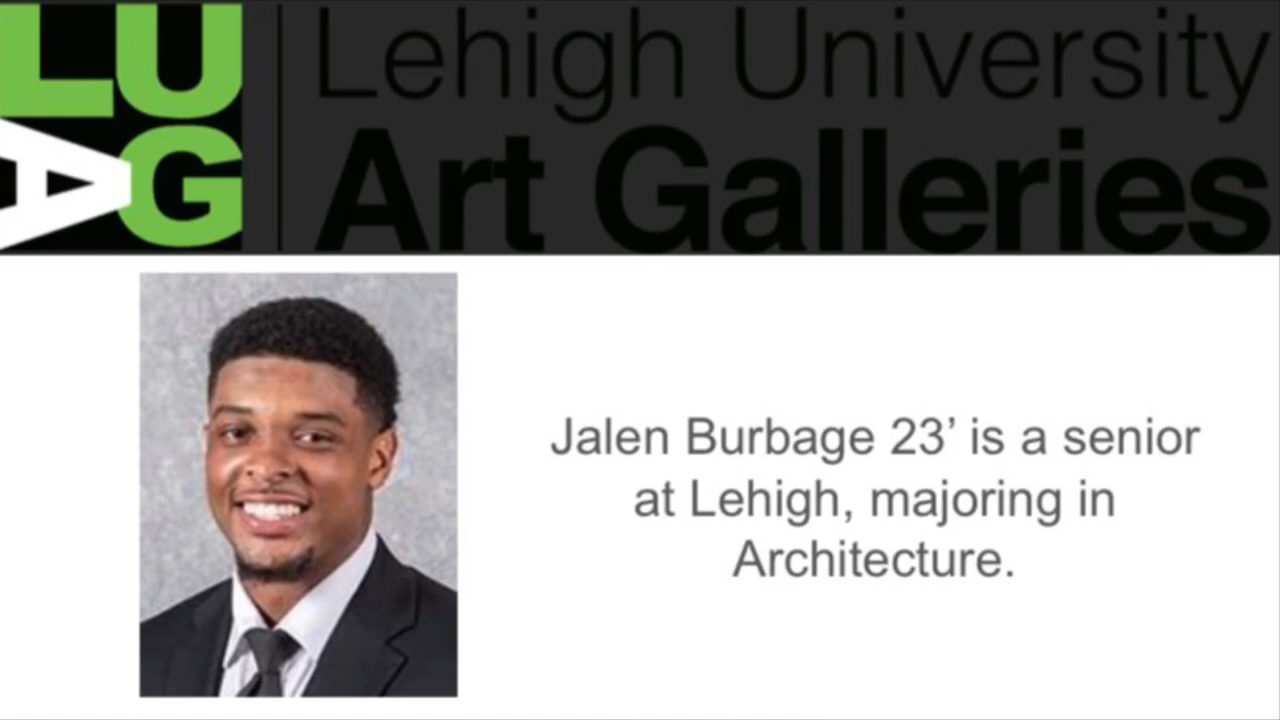 LU
AG
Lehigh University
Art Galleries
Jalen Burbage 23’ is a senior
at Lehigh, majoring in
Architecture.